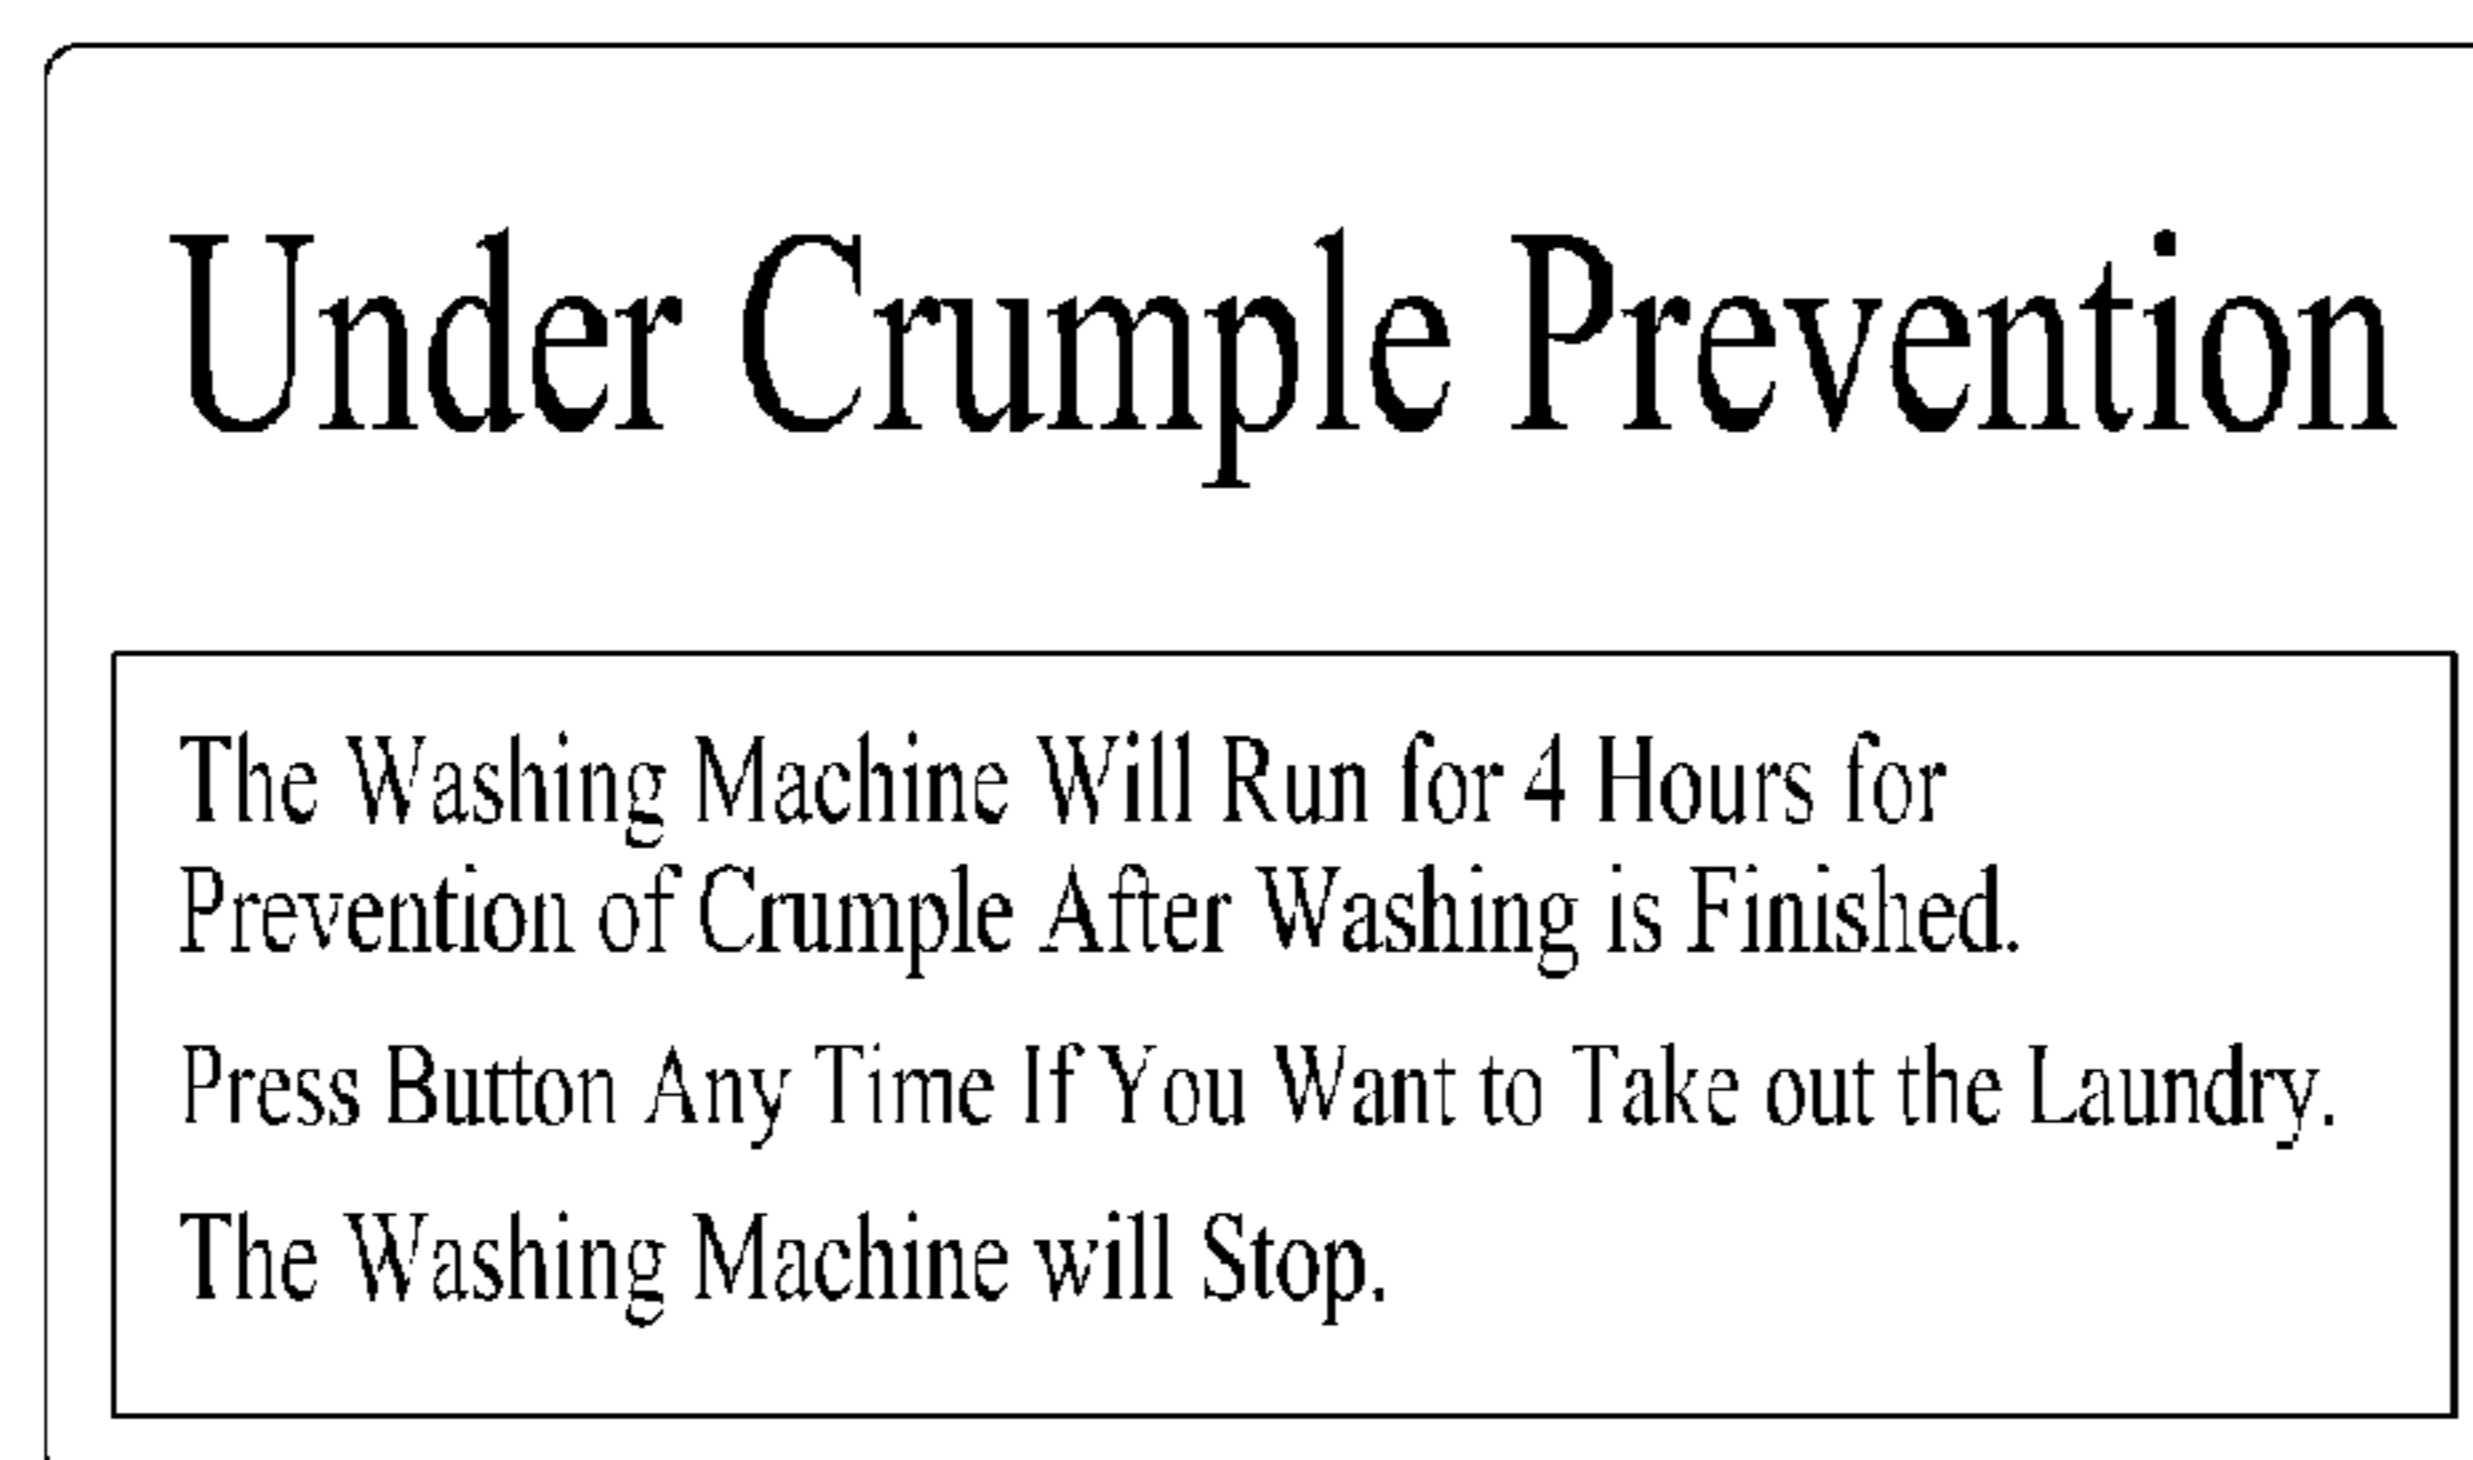 Under Crumple Prevention
The Washing Machine Will Run for 4 Hours for
Prevention of Crumple After Washing is Finished.
Press Button Any Time If You Want to Take out the Laundry.
The Washing Machine will Stop.